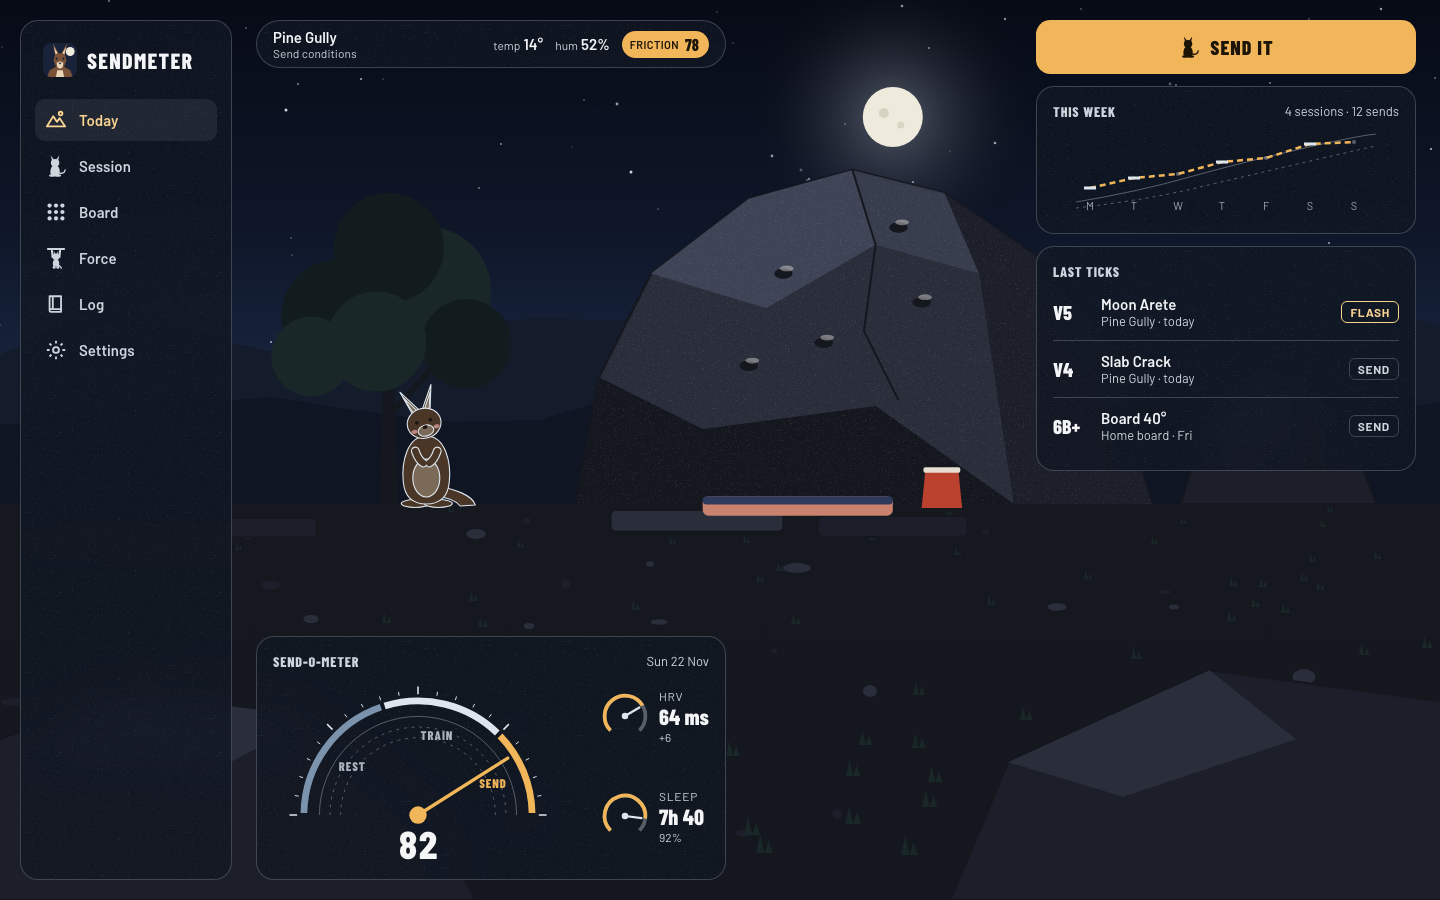 SENDMETER
Today
Session
Board
Force
Log
Settings
Pine Gully
Send conditions
temp 14° hum 52% FRICTION 78
SEND IT
THIS WEEK 4 sessions · 12 sends
M T W T F S S
LAST TICKS
V5 Moon Arete FLASH
Pine Gully · today
V4 Slab Crack SEND
Pine Gully · today
6B+ Board 40° SEND
Home board · Fri
SEND-O-METER Sun 22 Nov
REST
TRAIN
SEND
82
HRV
64 ms
+6
SLEEP
7h 40
92%